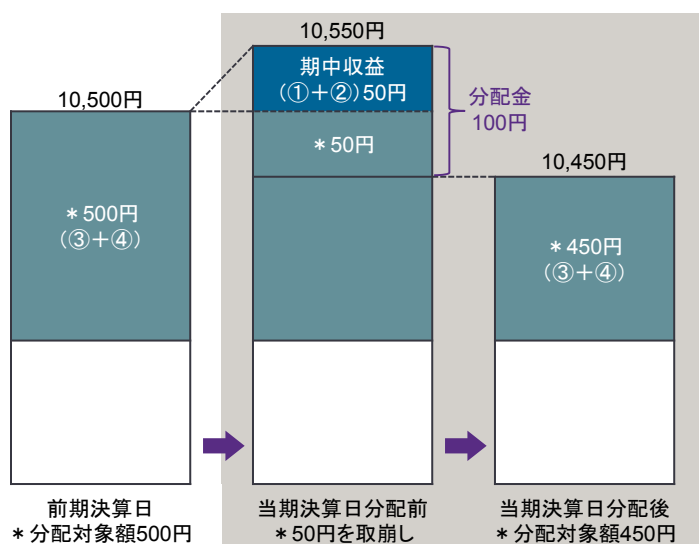 10,500円
＊500円
（③＋④）
前期決算日
＊分配対象額500円
10,550円
期中収益
（①＋②）50円
＊50円
分配金
100円
当期決算日分配前
＊50円を取崩し
10,450円
＊450円
（③＋④）
当期決算日分配後
＊分配対象額450円